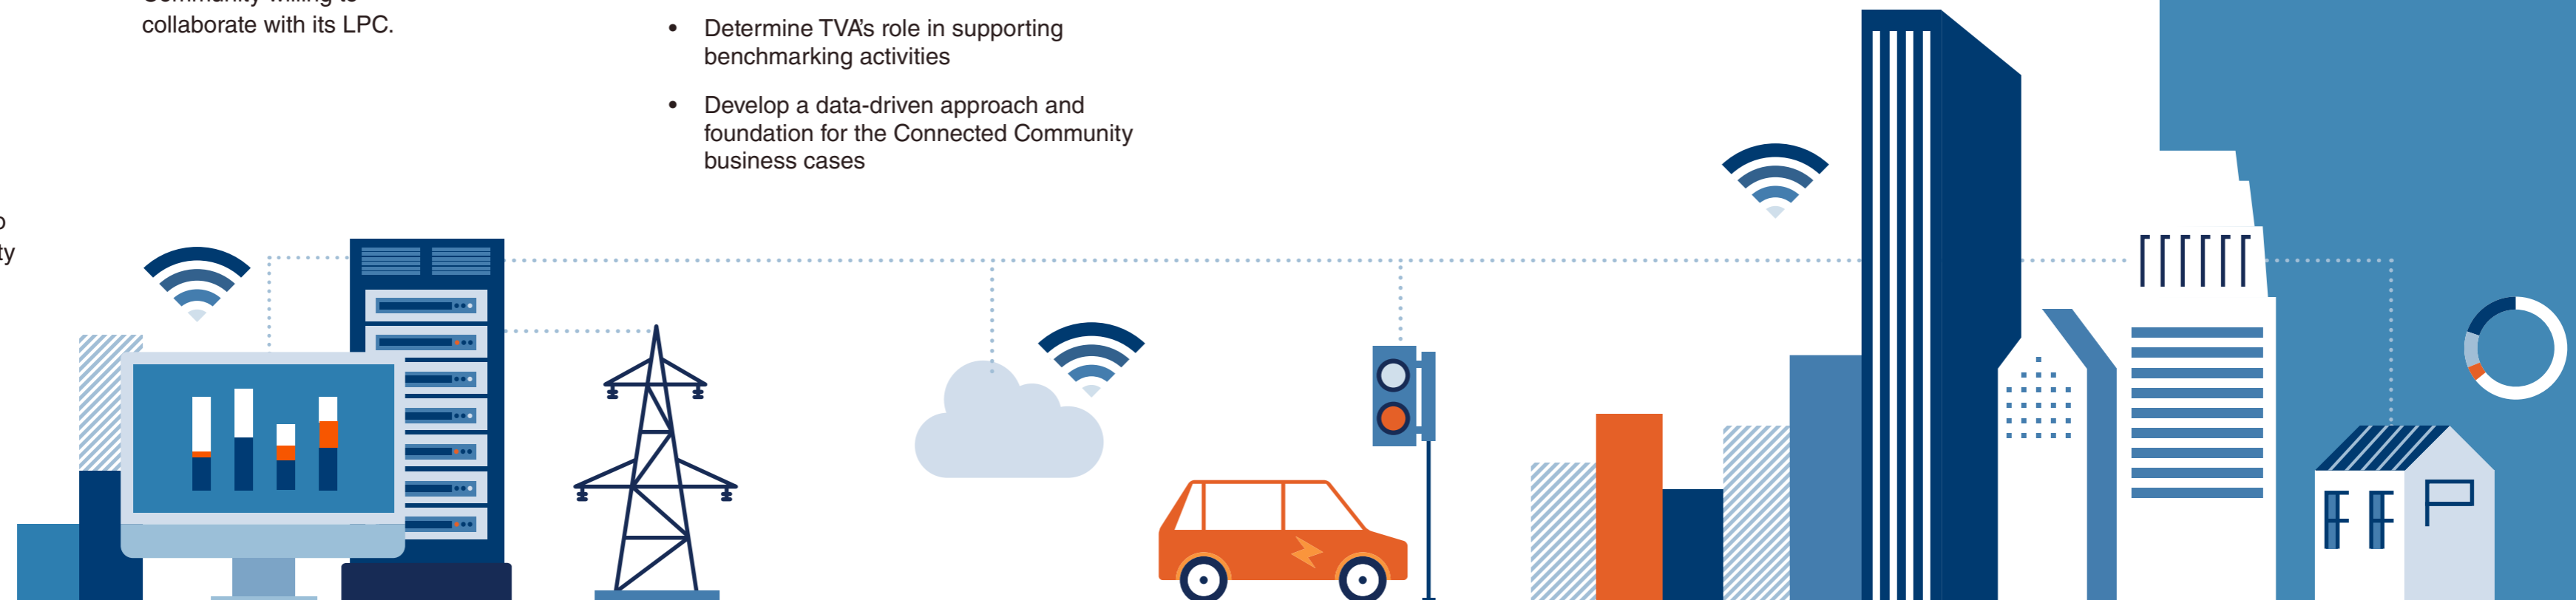 collaborate with its LPC.
• Determine TVA's role in supporting
benchmarking activities
• Develop a data-driven approach and
foundation for the Connected Community
business cases